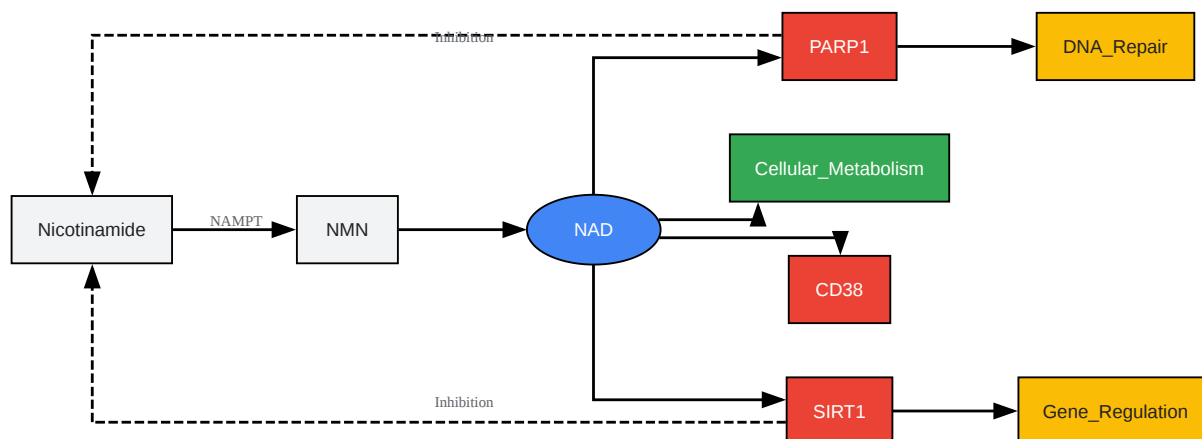 Inhibition
PARP1
DNA_Repair
Cellular_Metabolism
Nicotinamide
NAMPT
NMN
NAD
CD38
Inhibition
SIRT1
Gene_Regulation